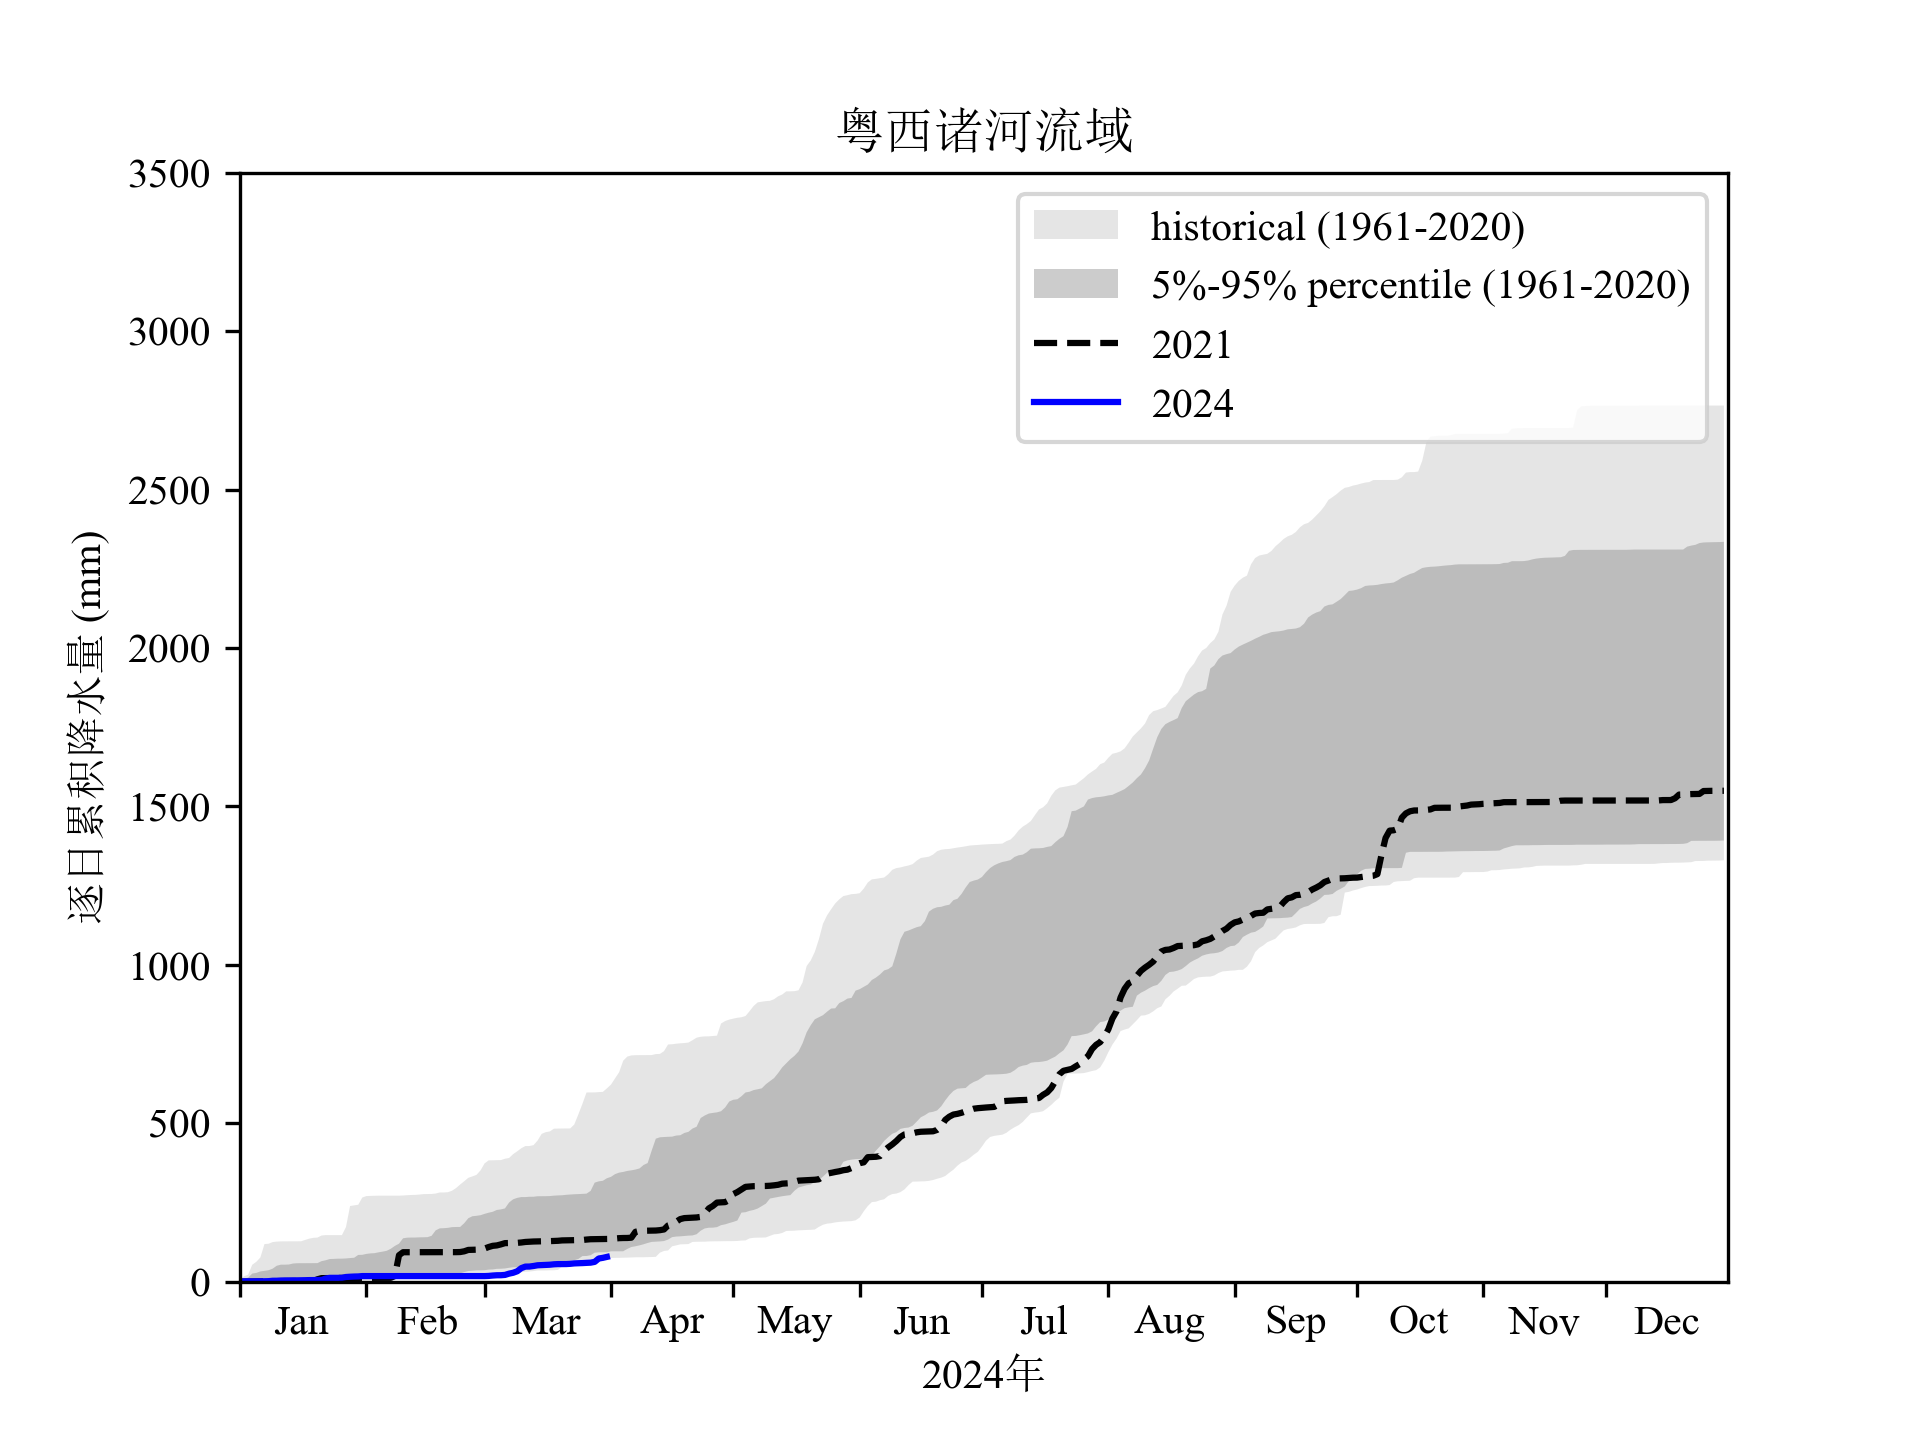 粤西诸河流域
historical (1961-2020)
5%-95% percentile (1961-2020)
2021
2024
逐日累积降水量 (mm)
3500
3000
2500
2000
1500
1000
500
0
Jan Feb Mar Apr May Jun Jul Aug Sep Oct Nov Dec
2024年